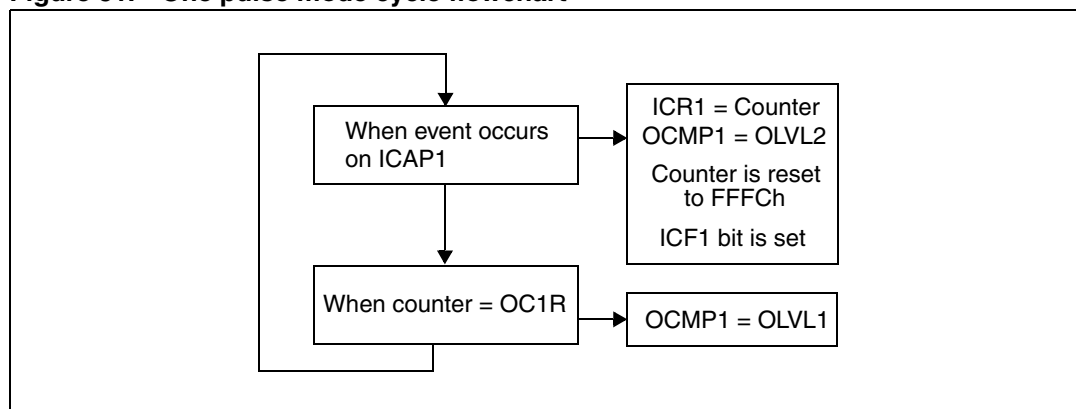 When event occurs
on ICAP1
ICR1 = Counter
OCMP1 = OLVL2
Counter is reset
to FFFCh
ICF1 bit is set
When counter = OC1R
OCMP1 = OLVL1